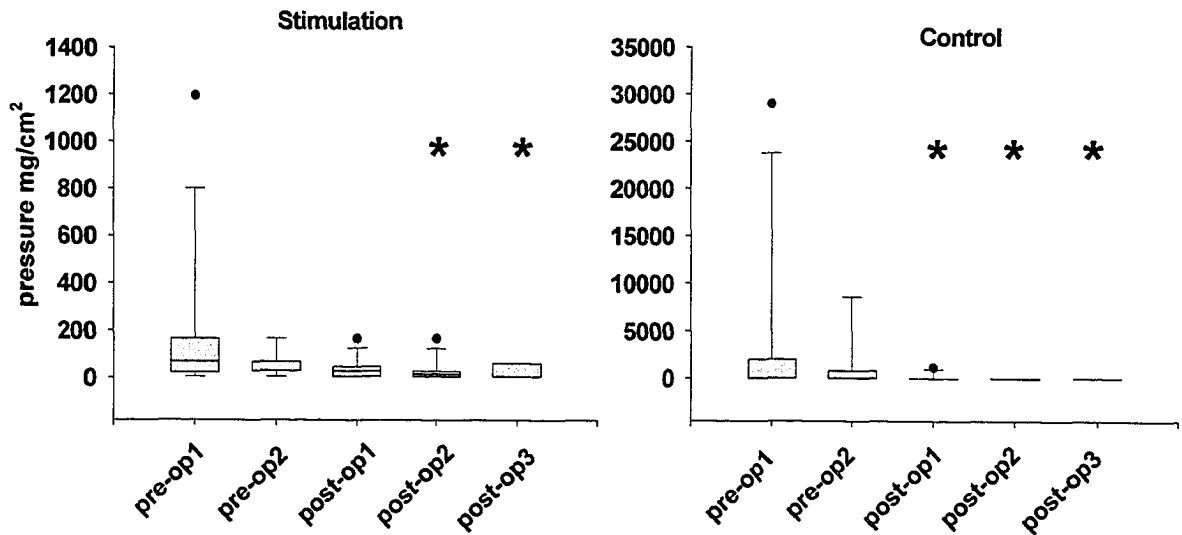 Stimulation
pressure mg/cm²
1400
1200
1000
800
600
400
200
0
*
*
pre-op1
pre-op2
post-op1
post-op2
post-op3
Control
35000
30000
25000
20000
15000
10000
5000
0
*
*
*
pre-op1
pre-op2
post-op1
post-op2
post-op3